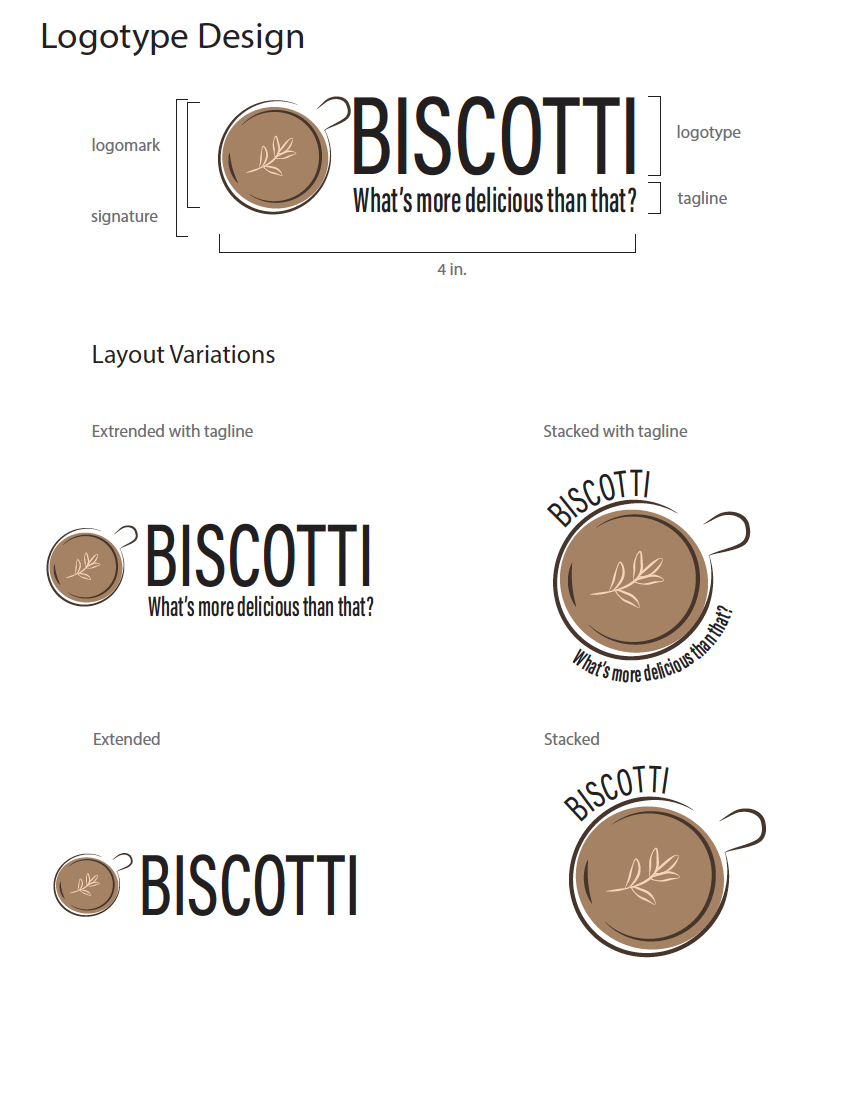 Logotype Design
logomark
signature
BISCOTTI
What's more delicious than that?
logotype
tagline
4 in.
Layout Variations
Extrended with tagline
Stacked with tagline
BISCOTTI
What's more delicious than that?
BISCOTTI
What's more delicious than that?
Extended
Stacked
BISCOTTI
BISCOTTI